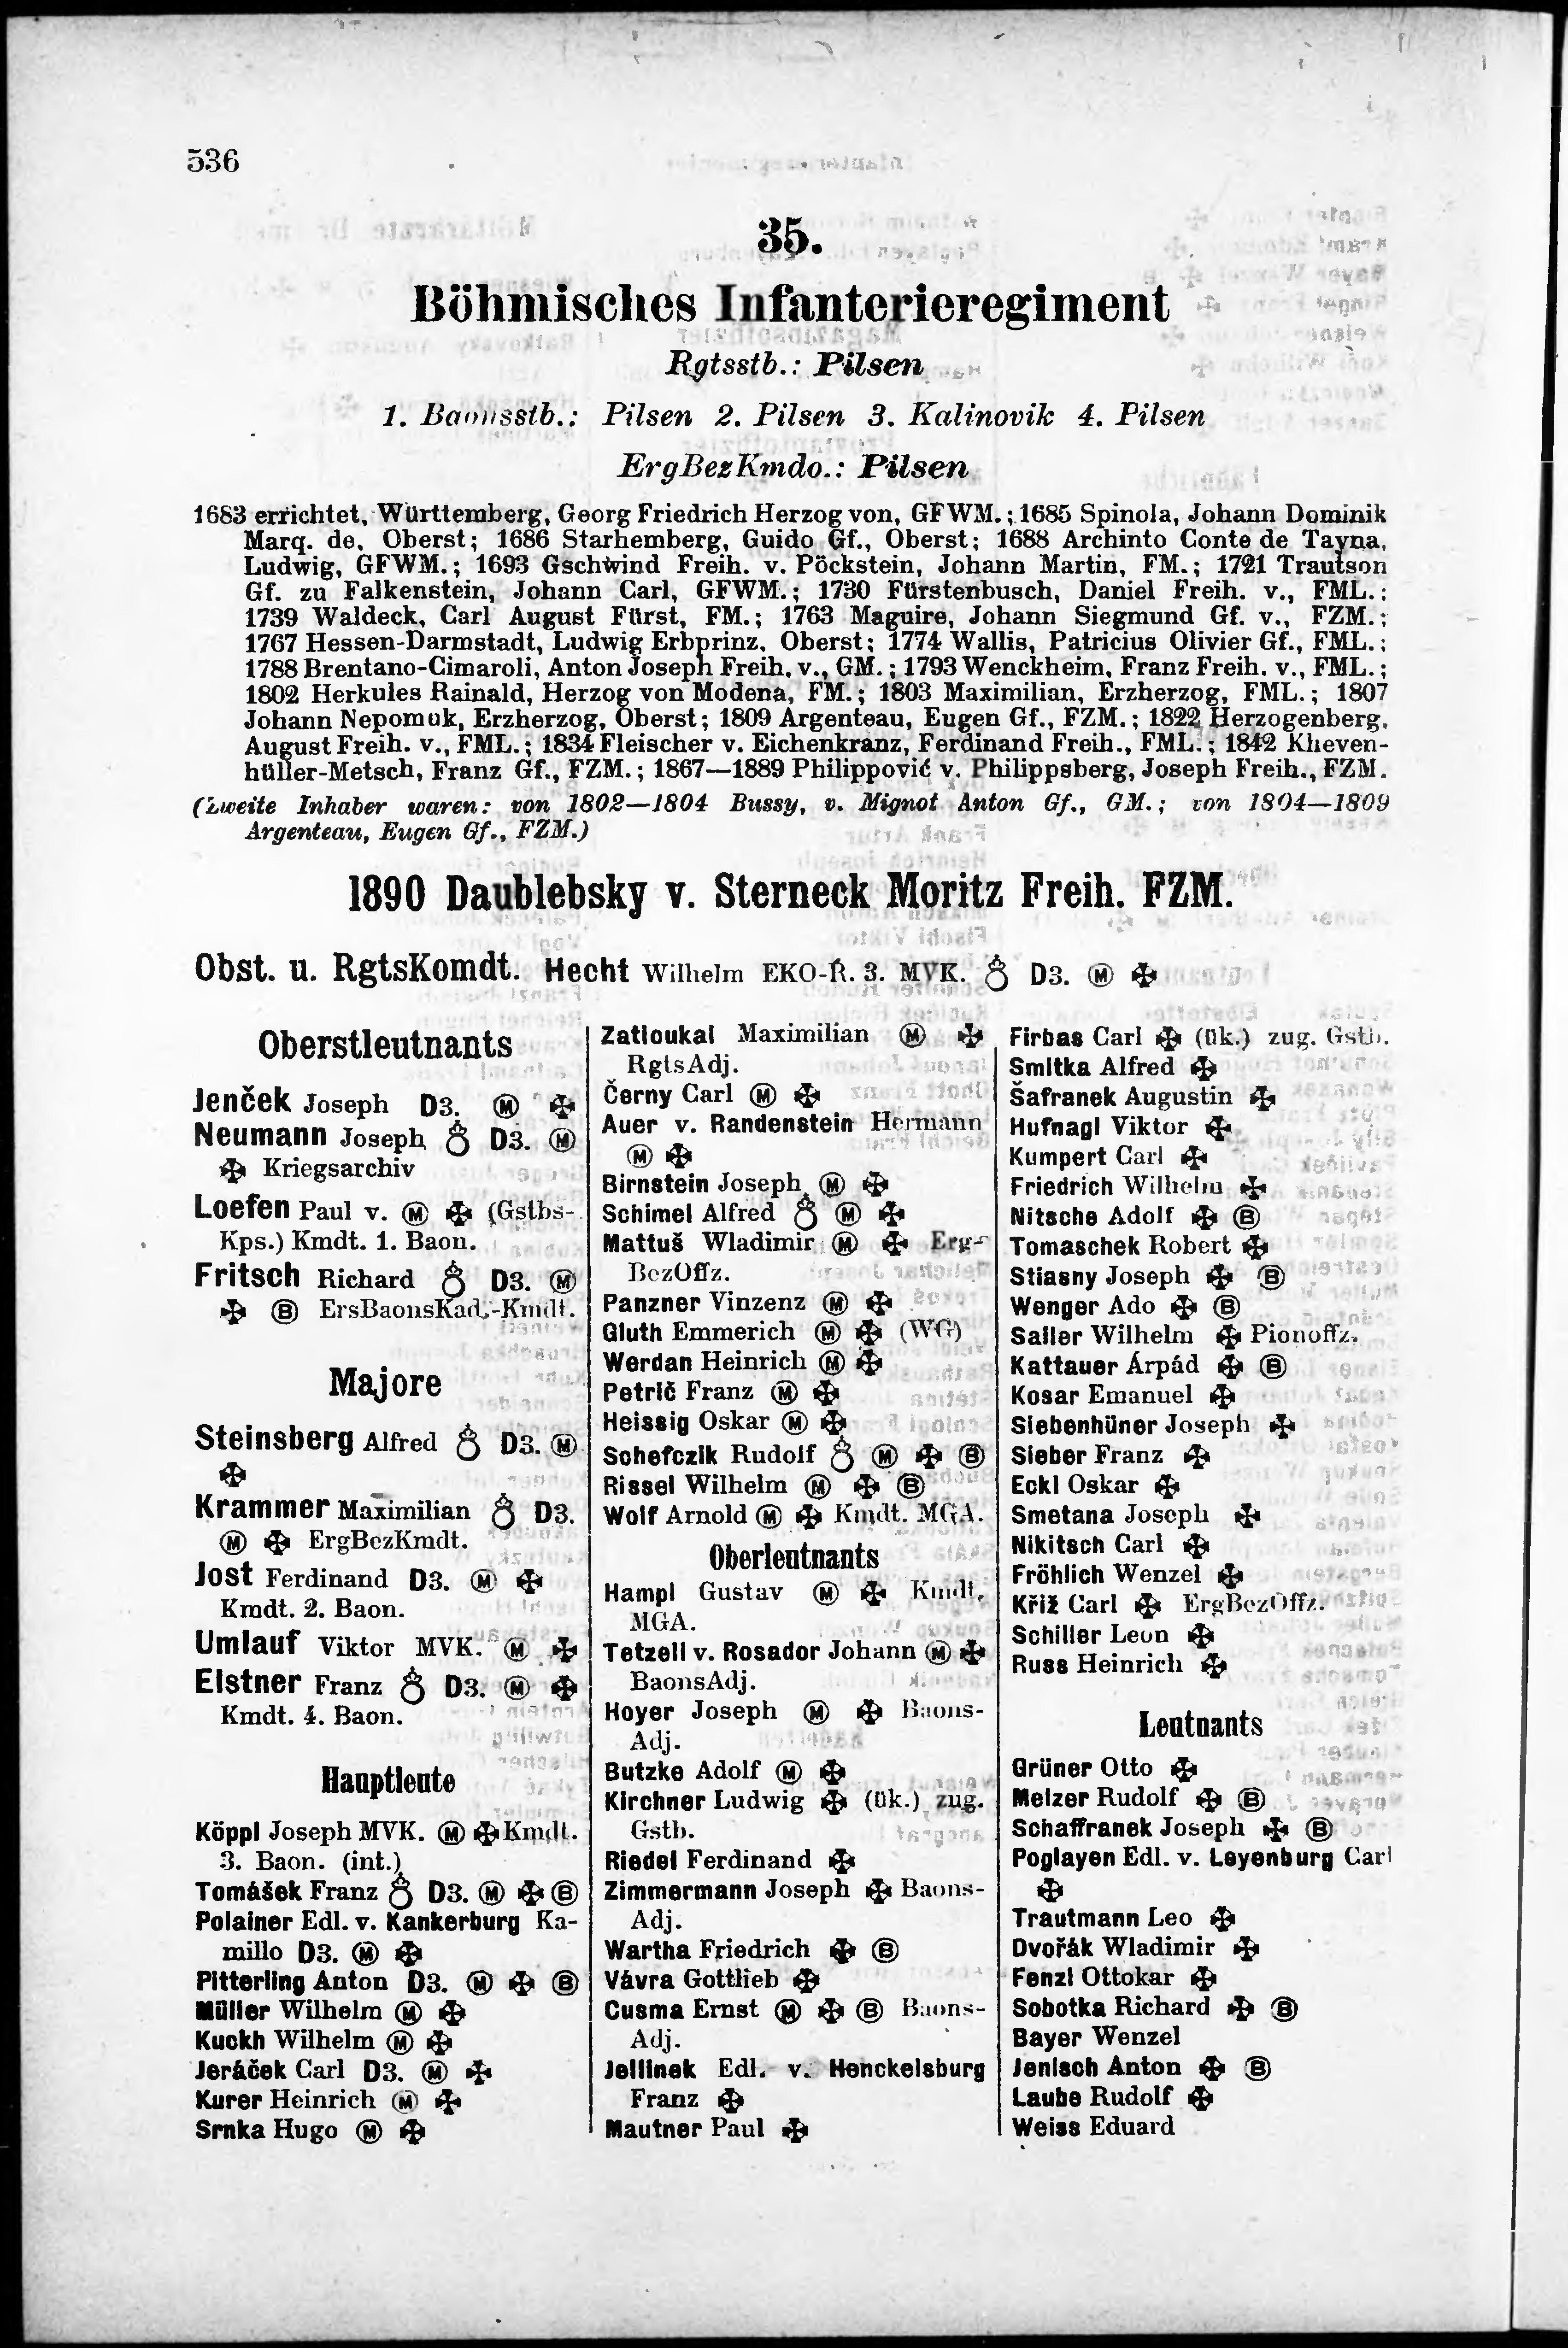 536
35.
Böhmisches Infanterieregiment
Rgtsstb.: Pilsen
1. Baonsstb.: Pilsen 2. Pilsen 3. Kalinovik 4. Pilsen
ErgBezKmdo.: Pilsen
1683 errichtet, Württemberg, Georg Friedrich Herzog von, GFWM.; 1685 Spinola, Johann Dominik
Marq. de, Oberst; 1686 Starhemberg, Guido Gf., Oberst; 1688 Archinto Conte de Tayna,
Ludwig, GFWM.; 1693 Gschwind Freih. v. Pöckstein, Johann Martin, FM.; 1721 Trautson
Gf. zu Falkenstein, Johann Carl, GFWM.; 1730 Fürstenbusch, Daniel Freih. v., FML.;
1739 Waldeck, Carl August Fürst, FM.; 1763 Maguire, Johann Siegmund Gf. v., FZM.;
1767 Hessen-Darmstadt, Ludwig Erbprinz, Oberst; 1774 Wallis, Patricius Olivier Gf., FML.;
1788 Brentano-Cimaroli, Anton Joseph Freih. v., GM.; 1793 Wenckheim, Franz Freih. v., FML.;
1802 Herkules Rainald, Herzog von Modena, FM.; 1803 Maximilian, Erzherzog, FML.; 1807
Johann Nepomuk, Erzherzog, Oberst; 1809 Argenteau, Eugen Gf., FZM.; 1822 Herzogenberg,
August Freih. v., FML.; 1834 Fleischer v. Eichenkranz, Ferdinand Freih., FML.; 1842 Kheven-
hüller-Metsch, Franz Gf., FZM.; 1867—1889 Philippović v. Philippsberg, Joseph Freih., FZM.
(Zweite Inhaber waren: von 1802—1804 Bussy, v. Mignot Anton Gf., GM.; von 1804—1809
Argenteau, Eugen Gf., FZM.)
1890 Daublebsky v. Sterneck Moritz Freih. FZM.
Obst. u. RgtsKomdt. Hecht Wilhelm EKO-R. 3. MVK. D3. Ⓜ ✠
Oberstleutnants
Jenček Joseph D3. Ⓜ ✠
Neumann Joseph D3. Ⓜ
✠ Kriegsarchiv
Loefen Paul v. Ⓜ ✠ (Gstbs-
Kps.) Kmdt. 1. Baon.
Fritsch Richard D3. Ⓜ
✠ Ⓑ ErsBaonsKad.-Kmdt.
Majore
Steinsberg Alfred D3. Ⓜ
✠
Krammer Maximilian D3.
Ⓜ ✠ ErgBezKmdt.
Jost Ferdinand D3. Ⓜ ✠
Kmdt. 2. Baon.
Umlauf Viktor MVK. Ⓜ ✠
Elstner Franz D3. Ⓜ ✠
Kmdt. 4. Baon.
Hauptleute
Köppl Joseph MVK. Ⓜ ✠ Kmdt.
3. Baon. (int.)
Tomášek Franz D3. Ⓜ ✠ Ⓑ
Polainer Edl. v. Kankerburg Ka-
millo D3. Ⓜ ✠
Pitterling Anton D3. Ⓜ ✠ Ⓑ
Müller Wilhelm Ⓜ ✠
Kuckh Wilhelm Ⓜ ✠
Jeráček Carl D3. Ⓜ ✠
Kurer Heinrich Ⓜ ✠
Srnka Hugo Ⓜ ✠
Zatloukal Maximilian Ⓜ ✠
RgtsAdj.
Černy Carl Ⓜ ✠
Auer v. Randenstein Hermann
Ⓜ ✠
Birnstein Joseph Ⓜ ✠
Schimel Alfred Ⓜ ✠
Mattuš Wladimir Ⓜ ✠ Erg-
BezOffz.
Panzner Vinzenz Ⓜ ✠
Gluth Emmerich Ⓜ ✠ (WG)
Werdan Heinrich Ⓜ ✠
Petrič Franz Ⓜ ✠
Heissig Oskar Ⓜ ✠
Schefczik Rudolf Ⓜ ✠ Ⓑ
Rissel Wilhelm Ⓜ ✠ Ⓑ
Wolf Arnold Ⓜ ✠ Kmdt. MGA.
Oberleutnants
Hampl Gustav Ⓜ ✠ Kmdt.
MGA.
Tetzeli v. Rosador Johann Ⓜ ✠
BaonsAdj.
Hoyer Joseph Ⓜ ✠ Baons-
Adj.
Butzke Adolf Ⓜ ✠
Kirchner Ludwig ✠ (ük.) zug.
Gstb.
Riedel Ferdinand ✠
Zimmermann Joseph ✠ Baons-
Adj.
Wartha Friedrich ✠ Ⓑ
Vávra Gottlieb ✠
Cusma Ernst Ⓜ ✠ Ⓑ Baons-
Adj.
Jellinek Edl. v. Henckelsburg
Franz ✠
Mautner Paul ✠
Firbas Carl ✠ (ük.) zug. Gstb.
Smitka Alfred ✠
Šafranek Augustin ✠
Hufnagl Viktor ✠
Kumpert Carl ✠
Friedrich Wilhelm ✠
Nitsche Adolf ✠ Ⓑ
Tomaschek Robert ✠
Stiasny Joseph ✠ Ⓑ
Wenger Ado ✠ Ⓑ
Saller Wilhelm ✠ Pionoffz.
Kattauer Árpád ✠ Ⓑ
Kosar Emanuel ✠
Siebenhüner Joseph ✠
Sieber Franz ✠
Eckl Oskar ✠
Smetana Joseph ✠
Nikitsch Carl ✠
Fröhlich Wenzel ✠
Křiž Carl ✠ ErgBezOffz.
Schiller Leon ✠
Russ Heinrich ✠
Leutnants
Grüner Otto ✠
Melzer Rudolf ✠ Ⓑ
Schaffranek Joseph ✠ Ⓑ
Poglayen Edl. v. Leyenburg Carl
✠
Trautmann Leo ✠
Dvořák Wladimir ✠
Fenzl Ottokar ✠
Sobotka Richard ✠ Ⓑ
Bayer Wenzel
Jenisch Anton ✠ Ⓑ
Laube Rudolf ✠
Weiss Eduard